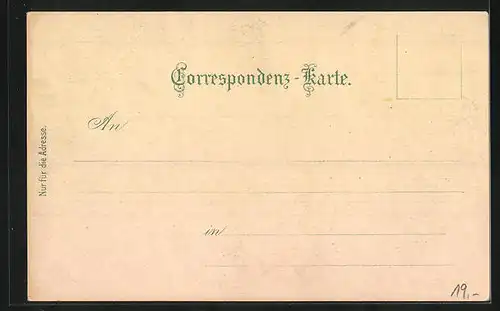 Correspondenz-Karte.
An
Nur für die Adresse.
in
19,-